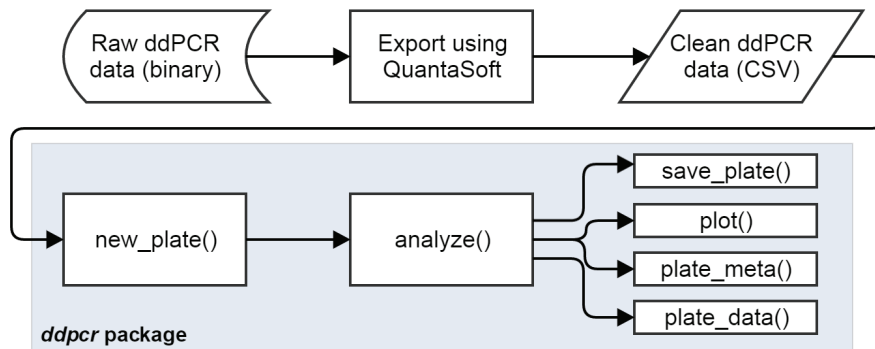 Raw ddPCR
data (binary)
Export using
QuantaSoft
Clean ddPCR
data (CSV)
new_plate()
analyze()
save_plate()
plot()
plate_meta()
plate_data()
ddpcr package